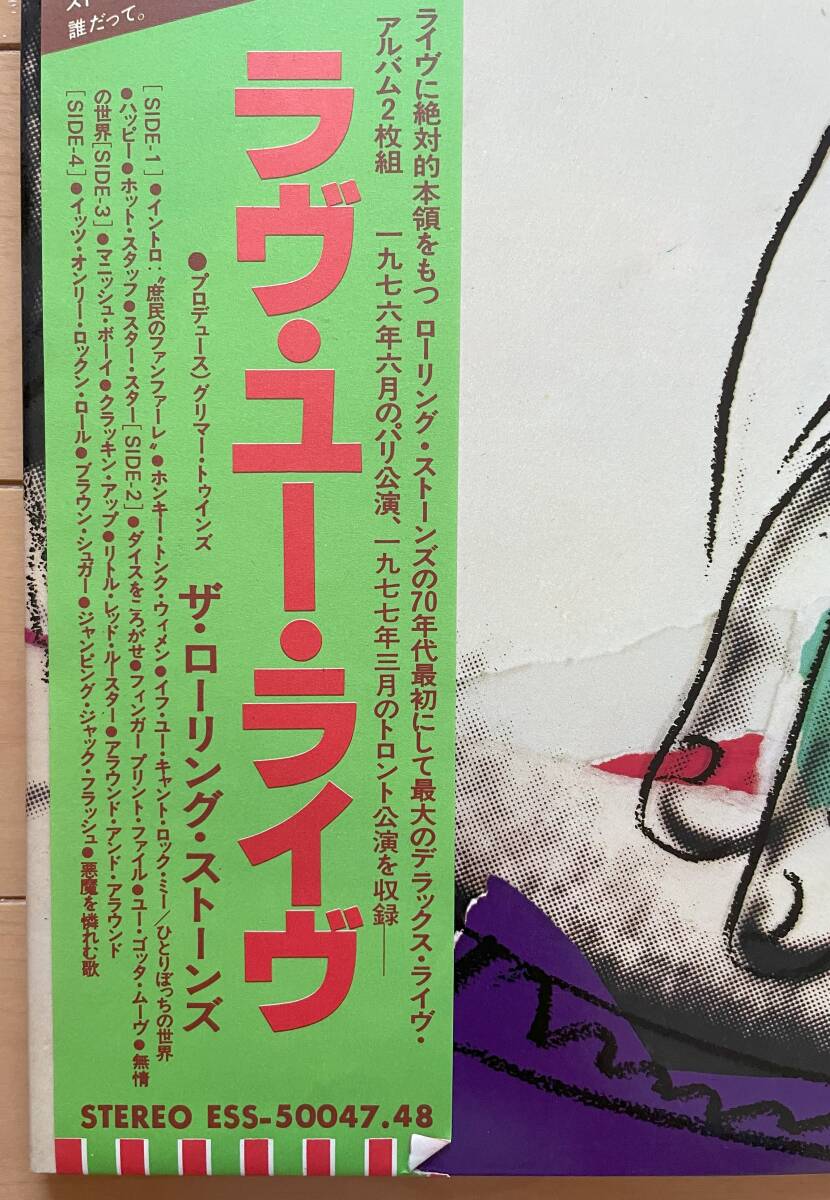 誰だって。
ライヴに絶対的本領をもつ ローリング・ストーンズの70年代最初にして最大のデラックス・ライヴ・
アルバム2枚組 一九七六年六月のパリ公演、一九七七年三月のトロント公演を収録――
ラヴ・ユー・ライヴ
●プロデュース〉グリマー・トゥインズ ザ・ローリング・ストーンズ
[SIDE-1]●イントロ:〝庶民のファンファーレ〟●ホンキー・トンク・ウィメン●イフ・ユー・キャント・ロック・ミー/ひとりぼっちの世界
●ハッピー●ホット・スタッフ●スター・スター[SIDE-2]●ダイスをころがせ●フィンガープリント・ファイル●ユー・ゴッタ・ムーヴ●無情
の世界[SIDE-3]●マニッシュ・ボーイ●クラッキン・アップ●リトル・レッド・ルースター●アラウンド・アンド・アラウンド
[SIDE-4]●イッツ・オンリー・ロックン・ロール●ブラウン・シュガー●ジャンピング・ジャック・フラッシュ●悪魔を憐れむ歌
STEREO ESS-50047.48